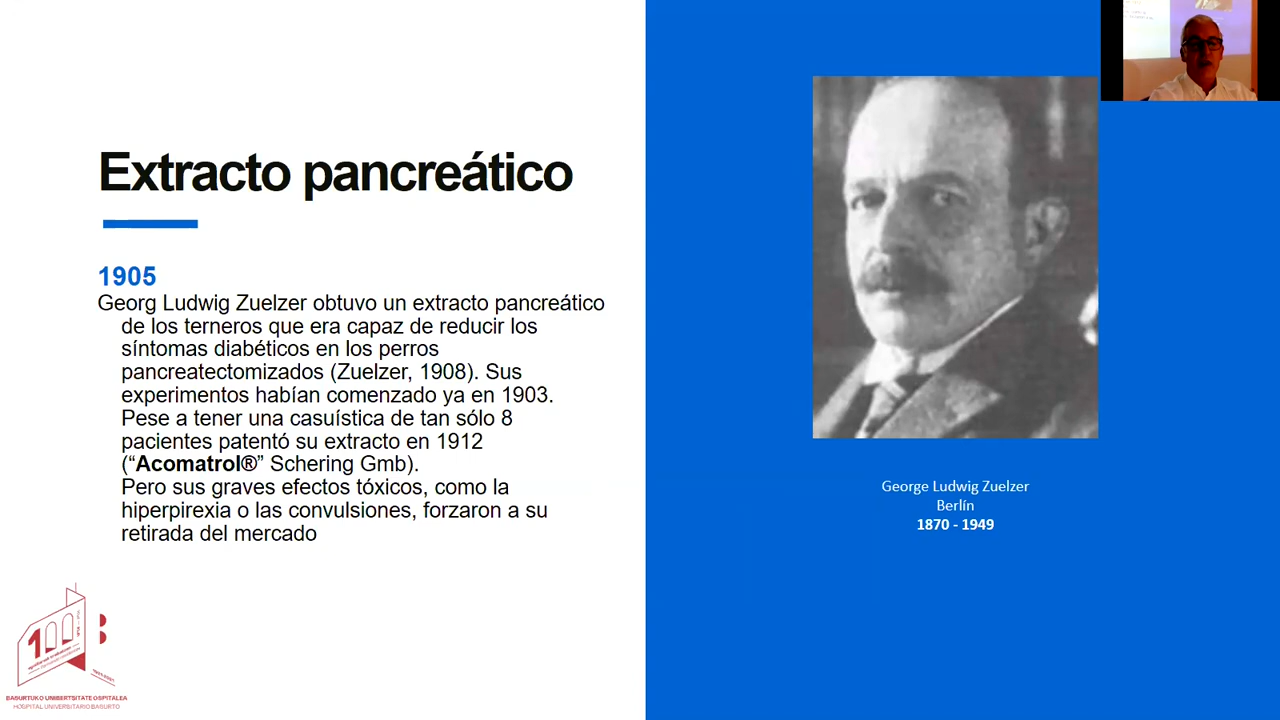 Extracto pancreático
1905
Georg Ludwig Zuelzer obtuvo un extracto pancreático
de los terneros que era capaz de reducir los
síntomas diabéticos en los perros
pancreatectomizados (Zuelzer, 1908). Sus
experimentos habían comenzado ya en 1903.
Pese a tener una casuística de tan sólo 8
pacientes patentó su extracto en 1912
(“Acomatrol®” Schering Gmb).
Pero sus graves efectos tóxicos, como la
hiperpirexia o las convulsiones, forzaron a su
retirada del mercado
George Ludwig Zuelzer
Berlín
1870 - 1949
100
BASURTUKO UNIBERTSITATE OSPITALEA
HOSPITAL UNIVERSITARIO BASURTO